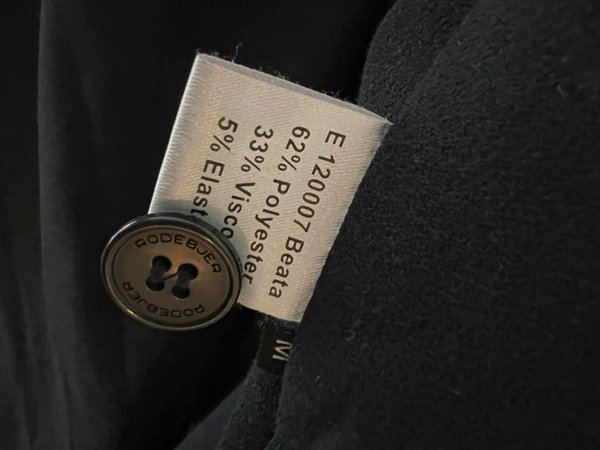 E 120007 Beata
62% Polyester
33% Visco
5% Elast
RODEBJER
RODEBJER
M